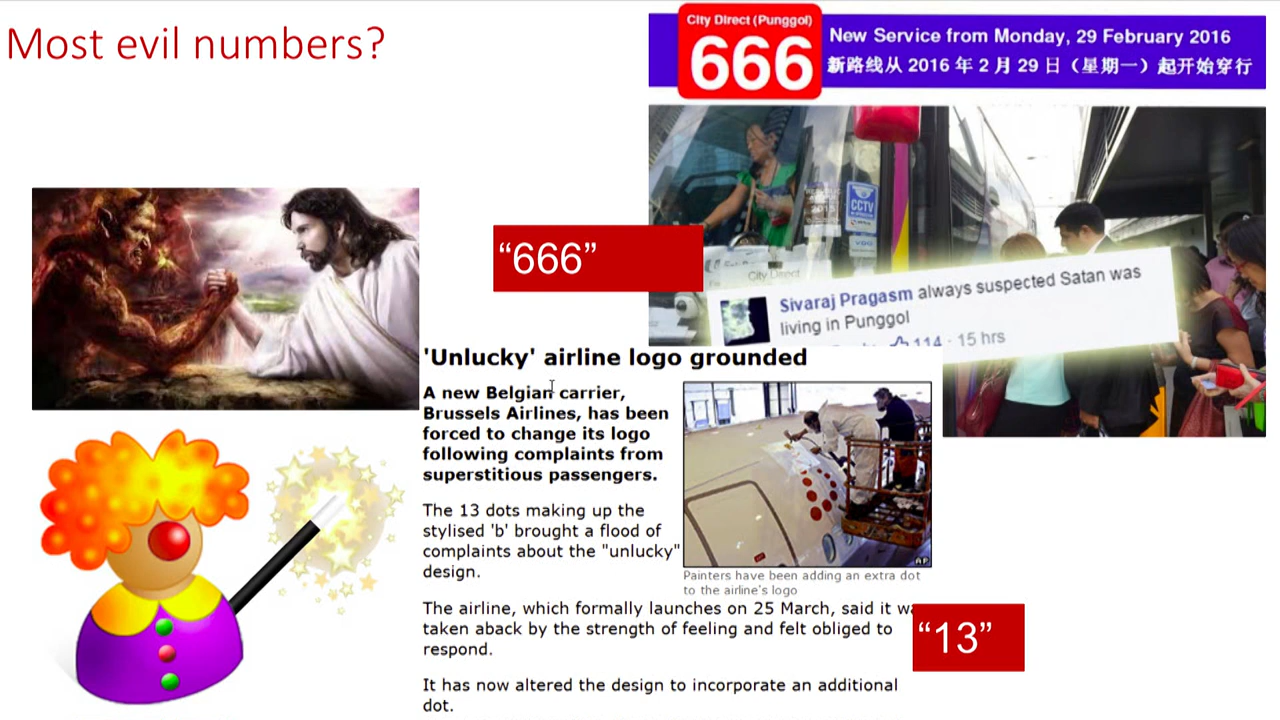 Most evil numbers?
City Direct (Punggol)
666
New Service from Monday, 29 February 2016
新路线从 2016 年 2 月 29 日（星期一）起开始穿行
CCTV
VBG
City Direct
Sivaraj Pragasm always suspected Satan was
living in Punggol
114 · 15 hrs
“666”
'Unlucky' airline logo grounded
A new Belgian carrier,
Brussels Airlines, has been
forced to change its logo
following complaints from
superstitious passengers.
The 13 dots making up the
stylised 'b' brought a flood of
complaints about the "unlucky"
design.
AP
Painters have been adding an extra dot
to the airline's logo
The airline, which formally launches on 25 March, said it
taken aback by the strength of feeling and felt obliged to
respond.
“13”
It has now altered the design to incorporate an additional
dot.